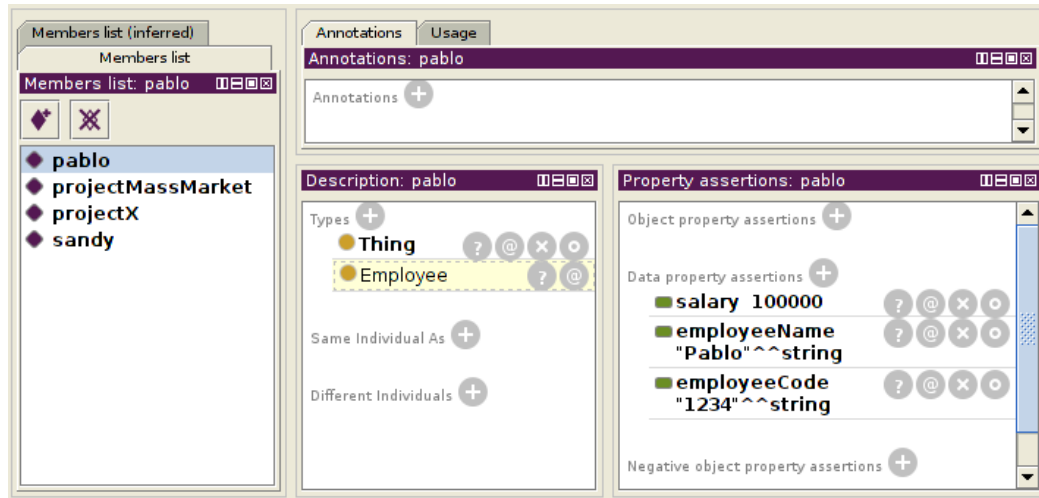 Members list (inferred)
Members list
Members list: pablo
pablo
projectMassMarket
projectX
sandy
Annotations
Usage
Annotations: pablo
Annotations
Description: pablo
Types
Thing
? @
Employee
? @
Same Individual As
Different Individuals
Property assertions: pablo
Object property assertions
Data property assertions
salary 100000
? @
employeeName
"Pablo"^^string
? @
employeeCode
"1234"^^string
? @
Negative object property assertions